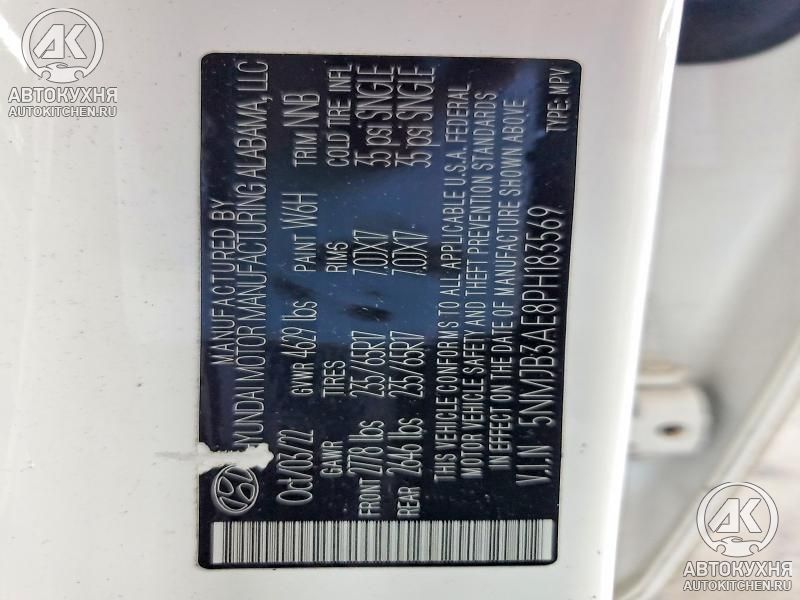 MANUFACTURED BY
HYUNDAI MOTOR MANUFACTURING ALABAMA, LLC
Oct/03/22 GVWR 4629 lbs PAINT W6H TRIM NNB
GAWR TIRES RIMS COLD TIRE. INFL
FRONT 2778 lbs 235/65R17 7.0JX17 35 psi SINGLE
REAR 2646 lbs 235/65R17 7.0JX17 35 psi SINGLE
THIS VEHICLE CONFORMS TO ALL APPLICABLE U.S.A. FEDERAL
MOTOR VEHICLE SAFETY AND THEFT PREVENTION STANDARDS
IN EFFECT ON THE DATE OF MANUFACTURE SHOWN ABOVE
V.I.N 5NMJB3AE8PH183569 TYPE: MPV
АК
АВТОКУХНЯ
AUTOKITCHEN.RU
АК
АВТОКУХНЯ
AUTOKITCHEN.RU